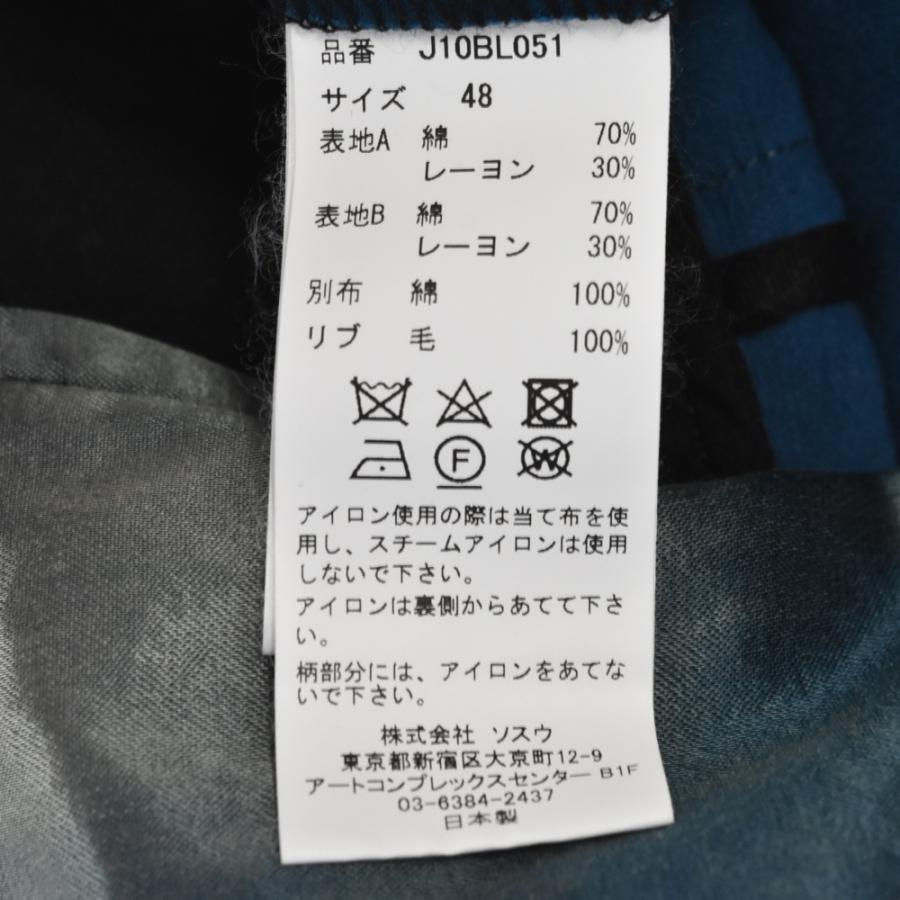 品番 J10BL051
サイズ 48
表地A 綿 70%
レーヨン 30%
表地B 綿 70%
レーヨン 30%
別布 綿 100%
リブ 毛 100%
F W
アイロン使用の際は当て布を使
用し、スチームアイロンは使用
しないで下さい。
アイロンは裏側からあてて下さ
い。
柄部分には、アイロンをあてな
いで下さい。
株式会社 ソスウ
東京都新宿区大京町12-9
アートコンプレックスセンター B1F
03-6384-2437
日本製